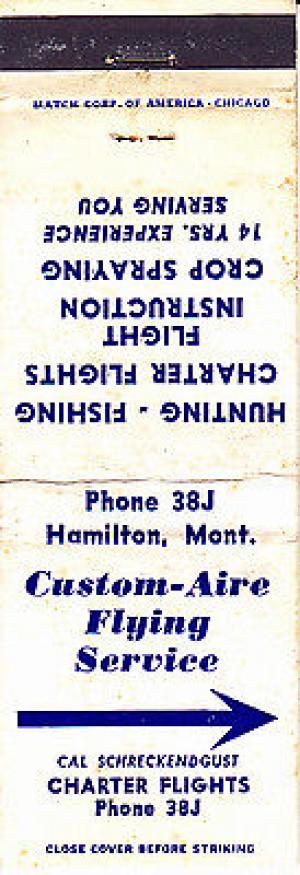 MATCH CORP. OF AMERICA - CHICAGO
HUNTING - FISHING
CHARTER FLIGHTS
FLIGHT
INSTRUCTION
CROP SPRAYING
14 YRS. EXPERIENCE
SERVING YOU
Phone 38J
Hamilton, Mont.
Custom-Aire
Flying
Service
CAL SCHRECKENDGUST
CHARTER FLIGHTS
Phone 38J
CLOSE COVER BEFORE STRIKING